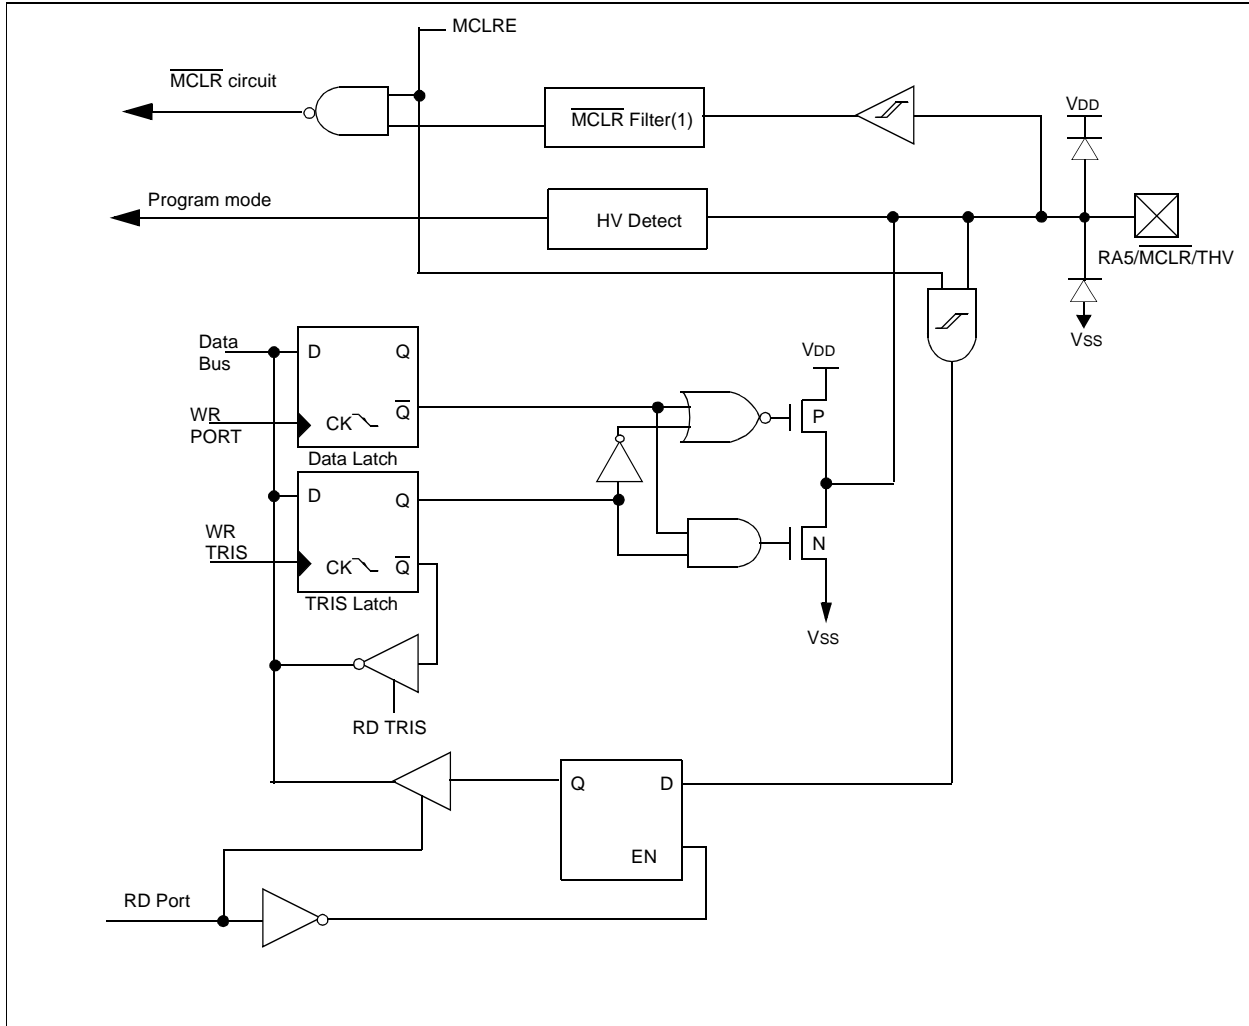 MCLRE
MCLR circuit
MCLR Filter(1)
VDD
Program mode
HV Detect
RA5/MCLR/THV
VSS
Data
Bus
D
Q
Q
WR
PORT
CK
Data Latch
VDD
P
D
Q
WR
TRIS
CK
Q
TRIS Latch
N
VSS
RD TRIS
Q
D
EN
RD Port